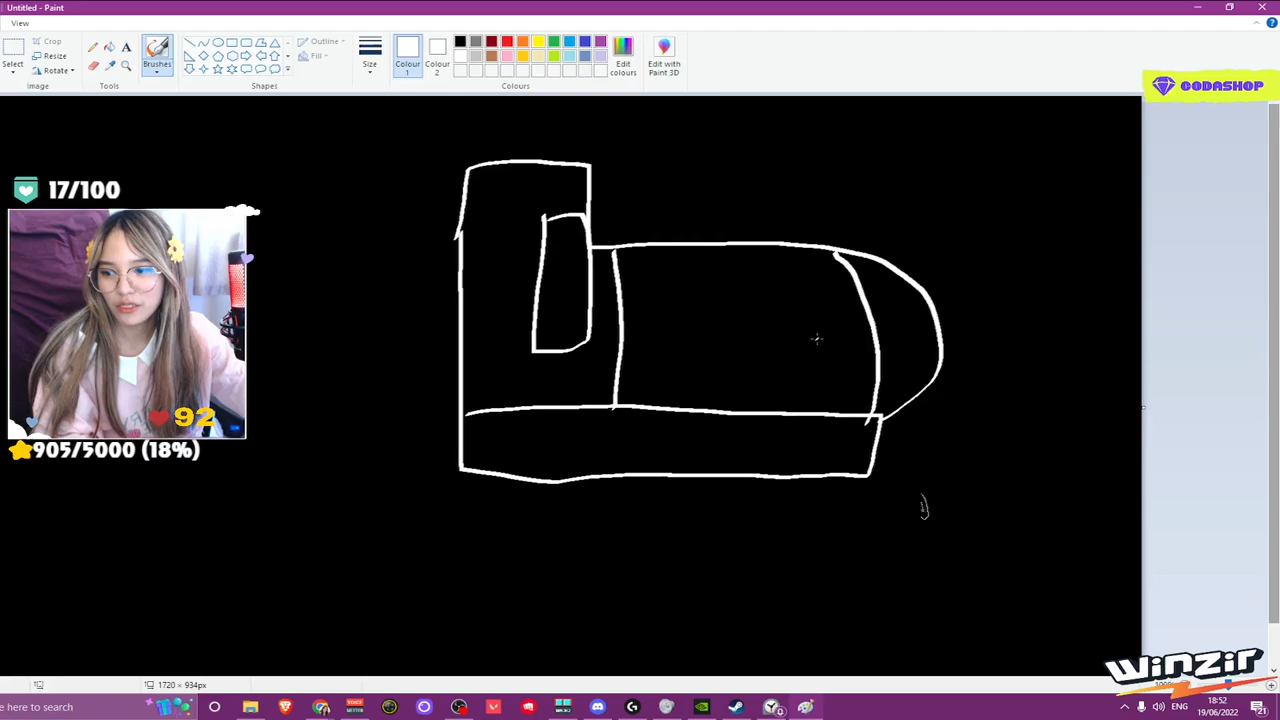 Untitled - Paint
View
Crop
Resize
Rotate
Select
Image
Tools
Brushes
Shapes
Outline
Fill
Size
Colour 1
Colour 2
Edit colours
Edit with Paint 3D
Colours
CODASHOP
17/100
92
905/5000 (18%)
WINZIR
1720 × 934px
100%
e here to search
ENG
18:52
19/06/2022
21